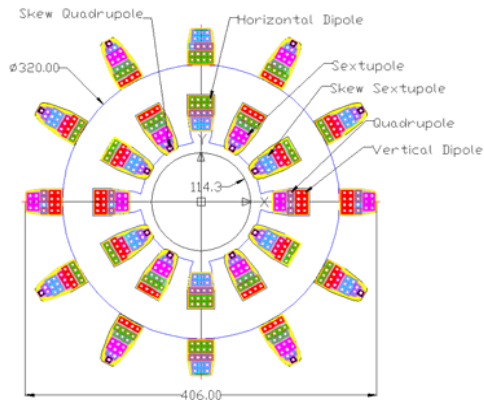 Skew Quadrupole
Horizontal Dipole
ø320.00
Sextupole
Skew Sextupole
Quadrupole
Vertical Dipole
Y
114.3
X
406.00